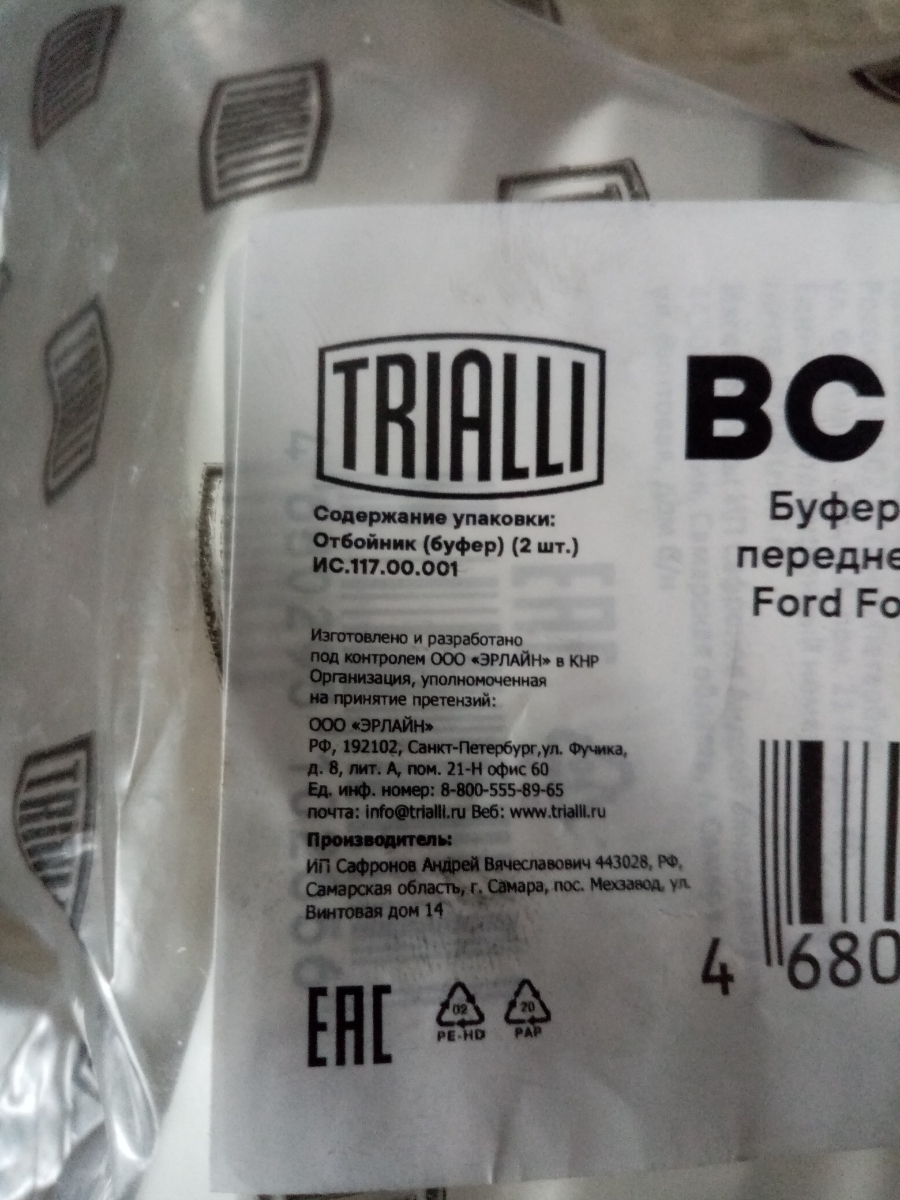 TRIALLI
BC
Содержание упаковки:
Отбойник (буфер) (2 шт.)
ИС.117.00.001
Буфер
передне
Ford Fo
Изготовлено и разработано
под контролем ООО «ЭРЛАЙН» в КНР
Организация, уполномоченная
на принятие претензий:
ООО «ЭРЛАЙН»
РФ, 192102, Санкт-Петербург,ул. Фучика,
д. 8, лит. А, пом. 21-Н офис 60
Ед. инф. номер: 8-800-555-89-65
почта: info@trialli.ru Веб: www.trialli.ru
Производитель:
ИП Сафронов Андрей Вячеславович 443028, РФ,
Самарская область, г. Самара, пос. Мехзавод, ул.
Винтовая дом 14
4 680
EAC
02
PE-HD
20
PAP
TRIALLI